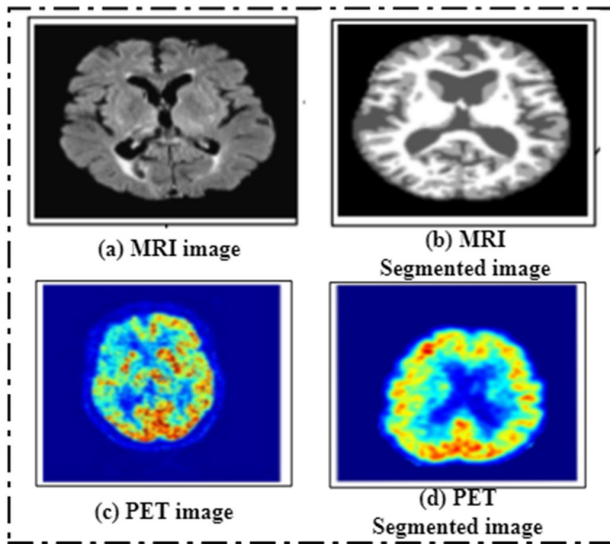 (a) MRI image
(b) MRI
Segmented image
(c) PET image
(d) PET
Segmented image